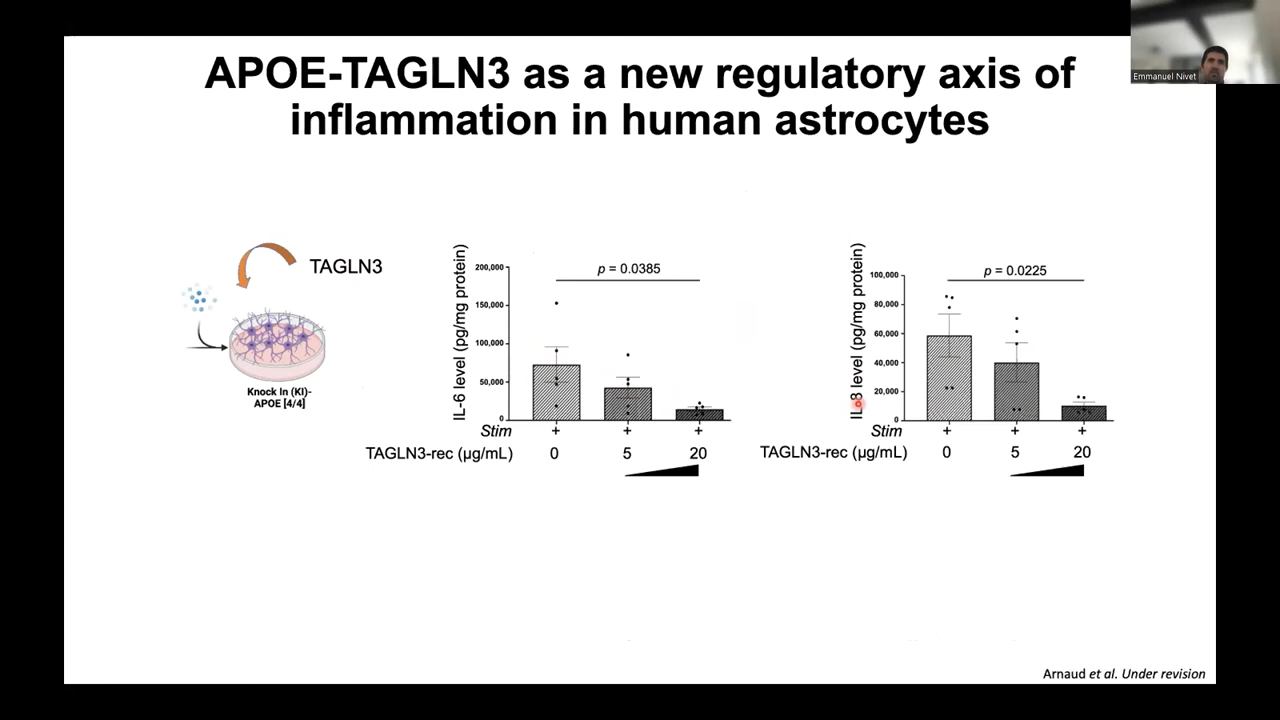 APOE-TAGLN3 as a new regulatory axis of
inflammation in human astrocytes
Emmanuel Nivet
TAGLN3
Knock In (KI)-
APOE [4/4]
IL-6 level (pg/mg protein)
200,000
150,000
100,000
50,000
0
p = 0.0385
Stim + + +
TAGLN3-rec (µg/mL) 0 5 20
IL-8 level (pg/mg protein)
100,000
80,000
60,000
40,000
20,000
0
p = 0.0225
Stim + + +
TAGLN3-rec (µg/mL) 0 5 20
Arnaud et al. Under revision